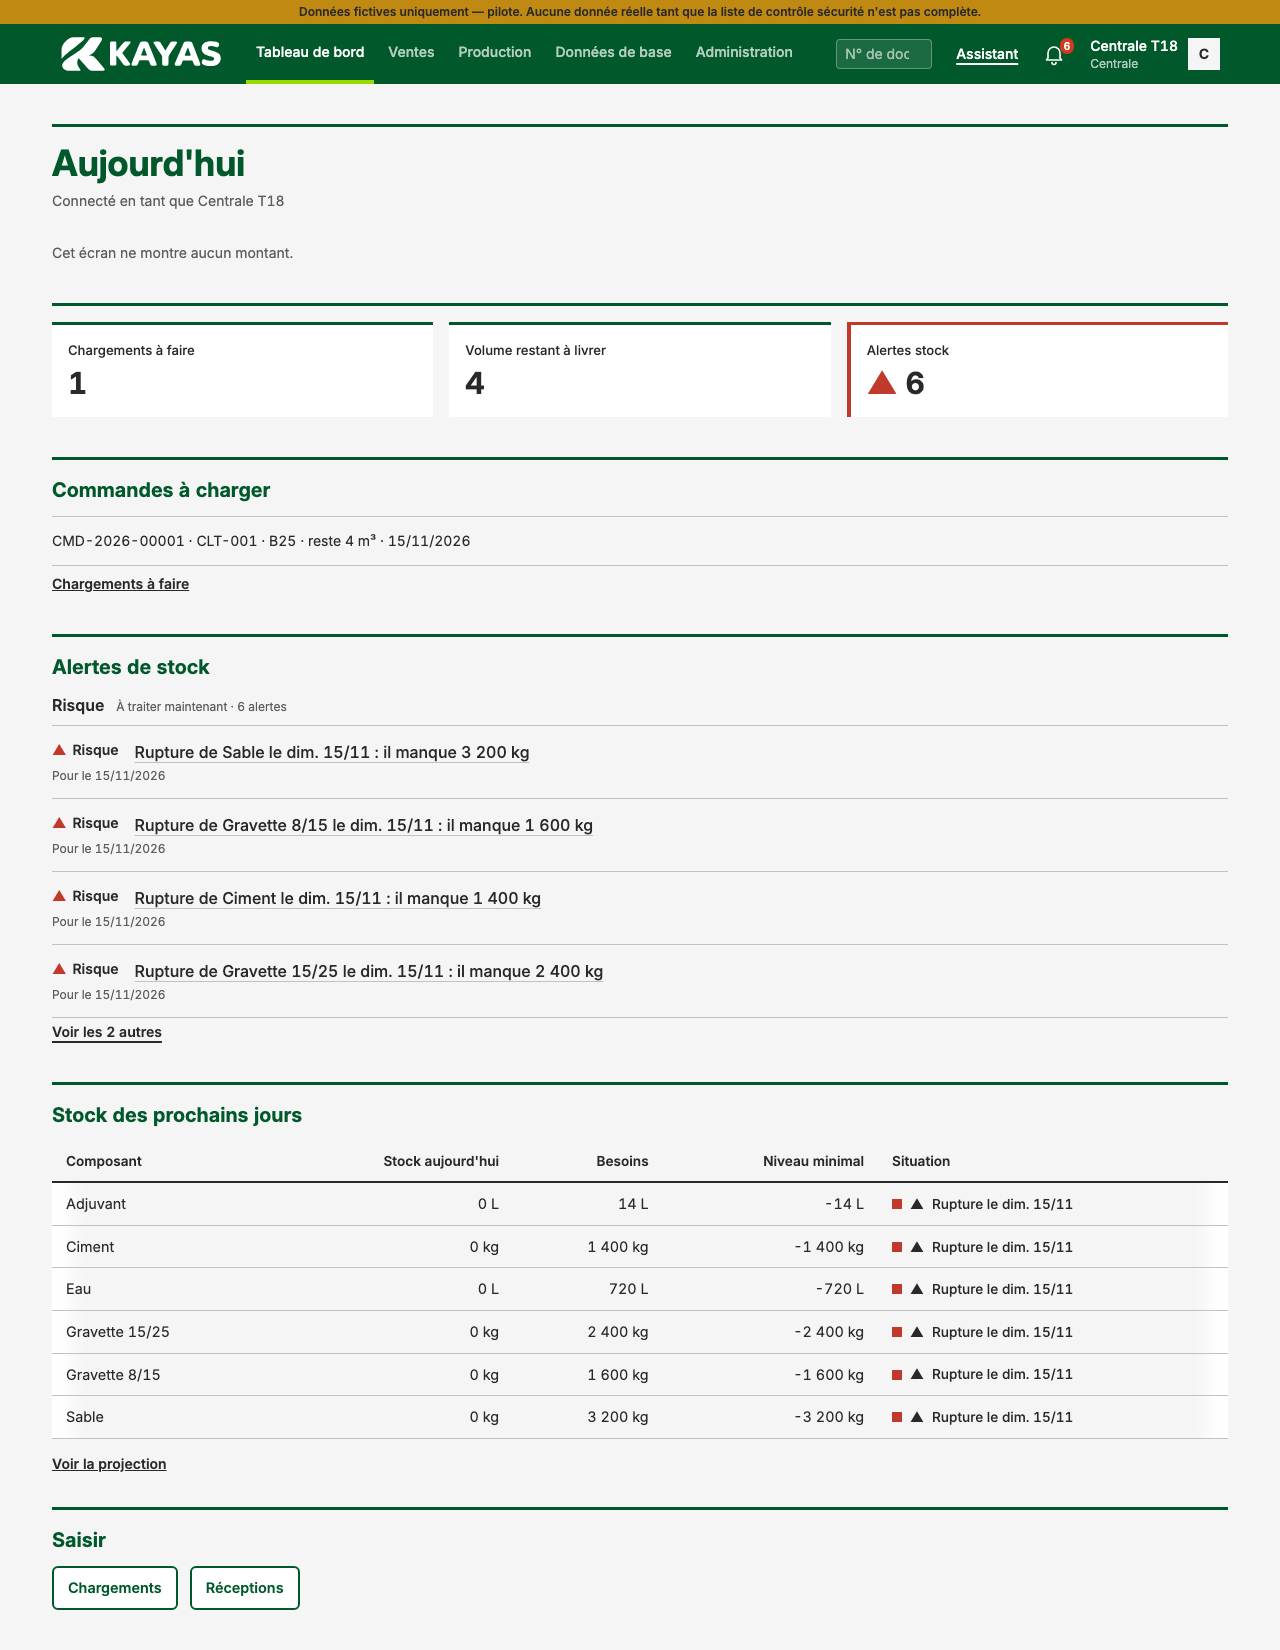 Données fictives uniquement — pilote. Aucune donnée réelle tant que la liste de contrôle sécurité n'est pas complète.
KAYAS
Tableau de bord Ventes Production Données de base Administration N° de doc Assistant 6 Centrale T18 C
Centrale
Aujourd'hui
Connecté en tant que Centrale T18
Cet écran ne montre aucun montant.
Chargements à faire
1
Volume restant à livrer
4
Alertes stock
6
Commandes à charger
CMD-2026-00001 · CLT-001 · B25 · reste 4 m³ · 15/11/2026
Chargements à faire
Alertes de stock
Risque À traiter maintenant · 6 alertes
Risque Rupture de Sable le dim. 15/11 : il manque 3 200 kg
Pour le 15/11/2026
Risque Rupture de Gravette 8/15 le dim. 15/11 : il manque 1 600 kg
Pour le 15/11/2026
Risque Rupture de Ciment le dim. 15/11 : il manque 1 400 kg
Pour le 15/11/2026
Risque Rupture de Gravette 15/25 le dim. 15/11 : il manque 2 400 kg
Pour le 15/11/2026
Voir les 2 autres
Stock des prochains jours
Composant Stock aujourd'hui Besoins Niveau minimal Situation
Adjuvant 0 L 14 L -14 L Rupture le dim. 15/11
Ciment 0 kg 1 400 kg -1 400 kg Rupture le dim. 15/11
Eau 0 L 720 L -720 L Rupture le dim. 15/11
Gravette 15/25 0 kg 2 400 kg -2 400 kg Rupture le dim. 15/11
Gravette 8/15 0 kg 1 600 kg -1 600 kg Rupture le dim. 15/11
Sable 0 kg 3 200 kg -3 200 kg Rupture le dim. 15/11
Voir la projection
Saisir
Chargements Réceptions